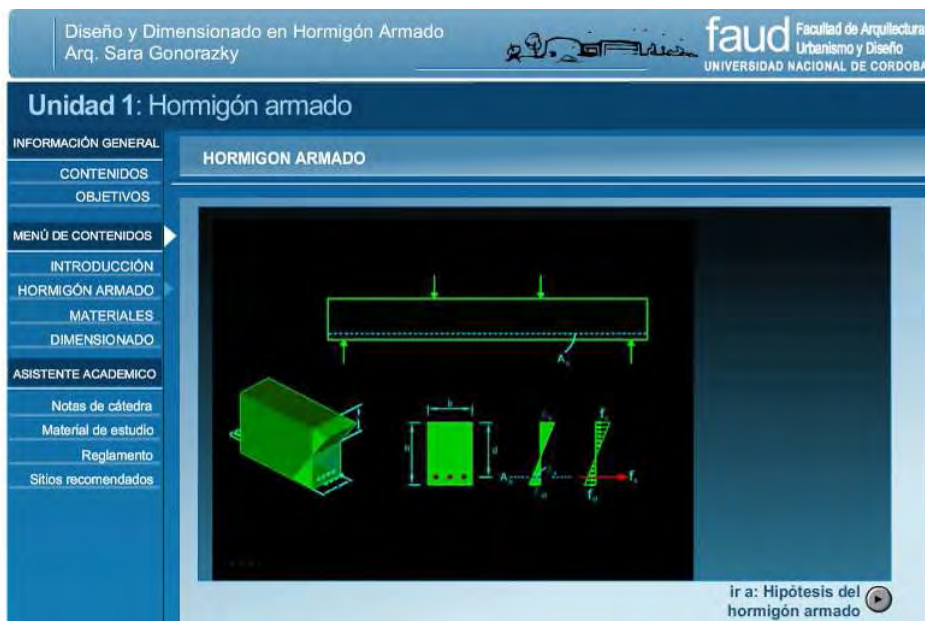 Diseño y Dimensionado en Hormigón Armado
Arq. Sara Gonorazky
faud
Facultad de Arquitectura
Urbanismo y Diseño
UNIVERSIDAD NACIONAL DE CORDOBA
Unidad 1: Hormigón armado
INFORMACIÓN GENERAL
CONTENIDOS
OBJETIVOS
MENÚ DE CONTENIDOS
INTRODUCCIÓN
HORMIGÓN ARMADO
MATERIALES
DIMENSIONADO
ASISTENTE ACADEMICO
Notas de cátedra
Material de estudio
Reglamento
Sitios recomendados
HORMIGON ARMADO
b
h
d
ir a: Hipótesis del
hormigón armado